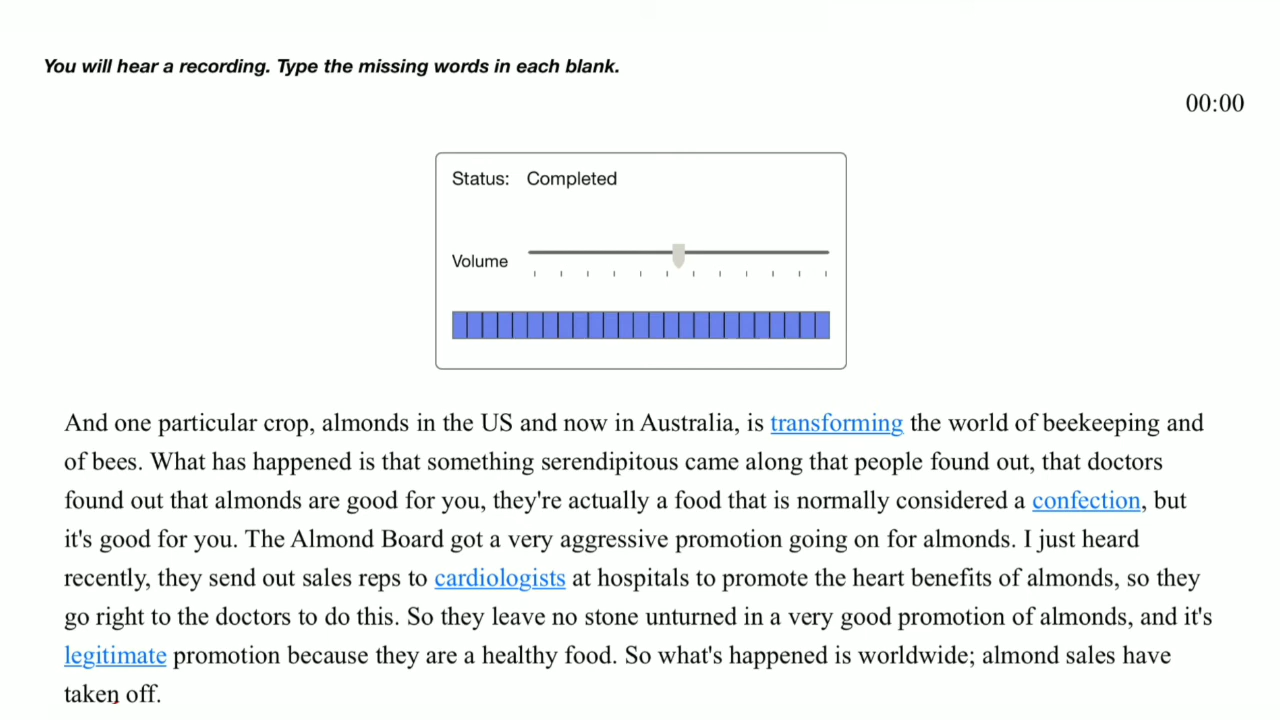 You will hear a recording. Type the missing words in each blank.
00:00
Status: Completed
Volume
And one particular crop, almonds in the US and now in Australia, is transforming the world of beekeeping and
of bees. What has happened is that something serendipitous came along that people found out, that doctors
found out that almonds are good for you, they're actually a food that is normally considered a confection, but
it's good for you. The Almond Board got a very aggressive promotion going on for almonds. I just heard
recently, they send out sales reps to cardiologists at hospitals to promote the heart benefits of almonds, so they
go right to the doctors to do this. So they leave no stone unturned in a very good promotion of almonds, and it's
legitimate promotion because they are a healthy food. So what's happened is worldwide; almond sales have
taken off.